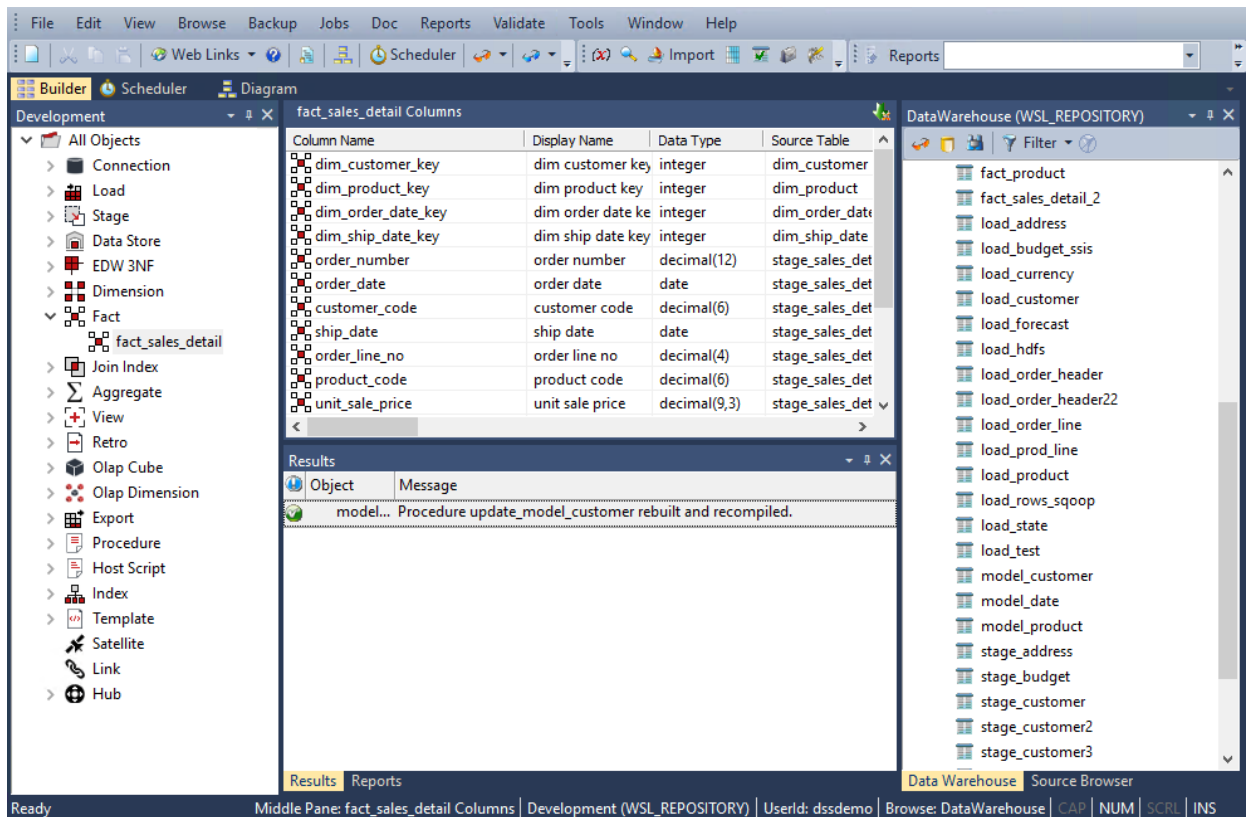 File Edit View Browse Backup Jobs Doc Reports Validate Tools Window Help
Web Links Scheduler (x) Import Reports
Builder Scheduler Diagram
Development
All Objects
Connection
Load
Stage
Data Store
EDW 3NF
Dimension
Fact
fact_sales_detail
Join Index
Aggregate
View
Retro
Olap Cube
Olap Dimension
Export
Procedure
Host Script
Index
Template
Satellite
Link
Hub
fact_sales_detail Columns
Column Name Display Name Data Type Source Table
dim_customer_key dim customer key integer dim_customer
dim_product_key dim product key integer dim_product
dim_order_date_key dim order date ke integer dim_order_date
dim_ship_date_key dim ship date key integer dim_ship_date
order_number order number decimal(12) stage_sales_det
order_date order date date stage_sales_det
customer_code customer code decimal(6) stage_sales_det
ship_date ship date date stage_sales_det
order_line_no order line no decimal(4) stage_sales_det
product_code product code decimal(6) stage_sales_det
unit_sale_price unit sale price decimal(9,3) stage_sales_det
Results
Object Message
model... Procedure update_model_customer rebuilt and recompiled.
Results Reports
DataWarehouse (WSL_REPOSITORY)
Filter
fact_product
fact_sales_detail_2
load_address
load_budget_ssis
load_currency
load_customer
load_forecast
load_hdfs
load_order_header
load_order_header22
load_order_line
load_prod_line
load_product
load_rows_sqoop
load_state
load_test
model_customer
model_date
model_product
stage_address
stage_budget
stage_customer
stage_customer2
stage_customer3
Data Warehouse Source Browser
Ready Middle Pane: fact_sales_detail Columns Development (WSL_REPOSITORY) UserId: dssdemo Browse: DataWarehouse CAP NUM SCRL INS